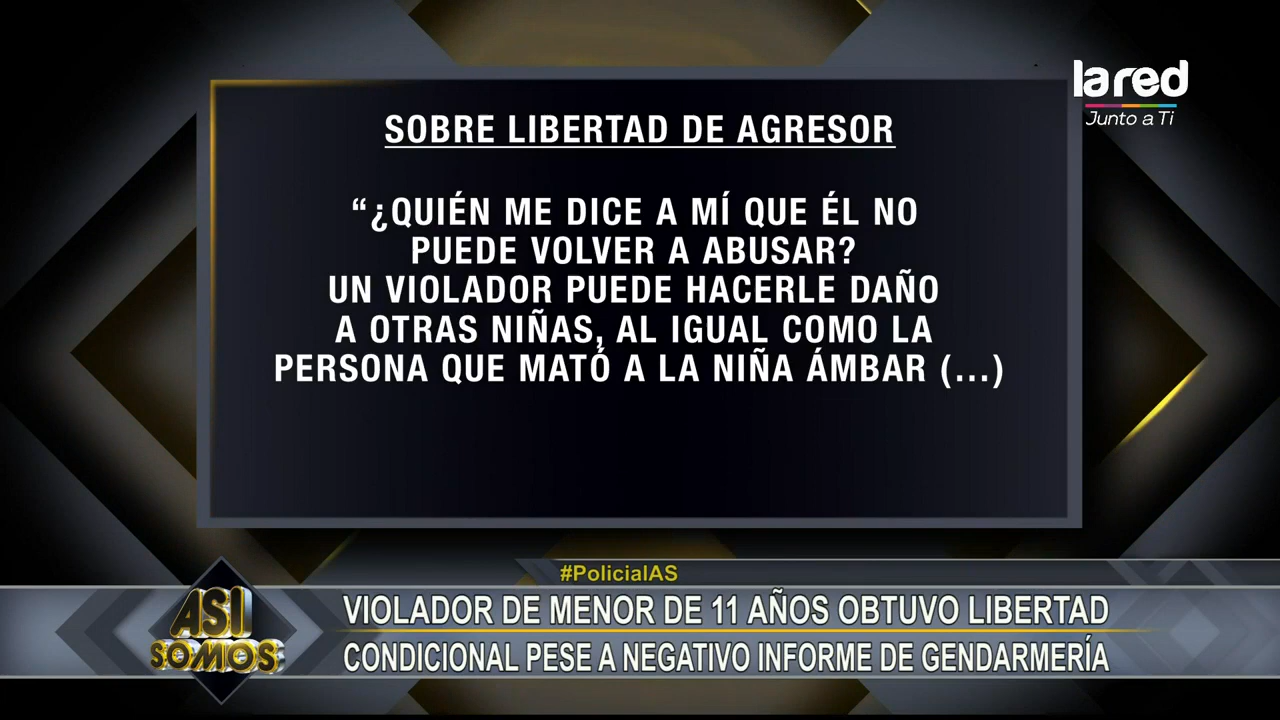 lared
Junto a Ti
SOBRE LIBERTAD DE AGRESOR
“¿QUIÉN ME DICE A MÍ QUE ÉL NO
PUEDE VOLVER A ABUSAR?
UN VIOLADOR PUEDE HACERLE DAÑO
A OTRAS NIÑAS, AL IGUAL COMO LA
PERSONA QUE MATÓ A LA NIÑA ÁMBAR (...)
#PolicialAS
ASI
SOMOS
VIOLADOR DE MENOR DE 11 AÑOS OBTUVO LIBERTAD
CONDICIONAL PESE A NEGATIVO INFORME DE GENDARMERÍA